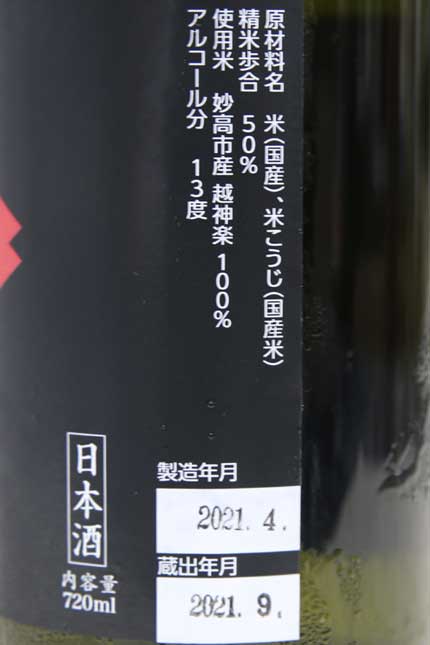 原材料名　米(国産)、米こうじ(国産米)
精米歩合　50%
使用米　妙高市産 越神楽 100%
アルコール分　13度
日本酒
内容量
720ml
製造年月
2021. 4.
蔵出年月
2021. 9.